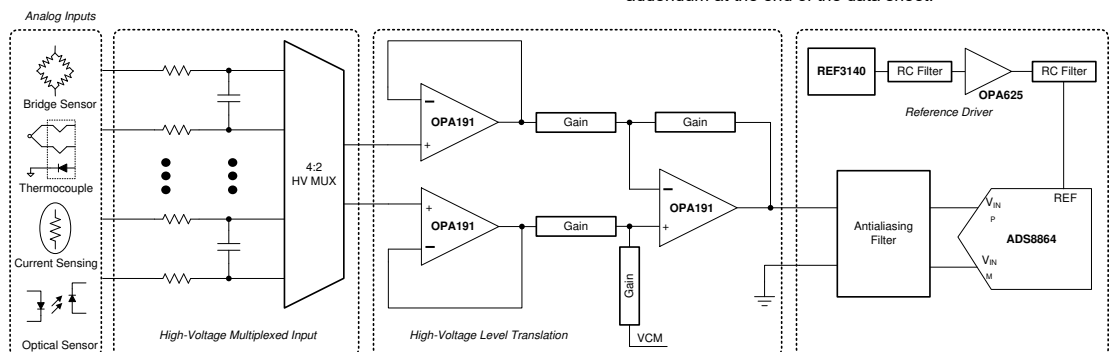 addendum at the end of the data sheet.
Analog Inputs
Bridge Sensor
Thermocouple
Current Sensing
Optical Sensor
4:2
HV MUX
High-Voltage Multiplexed Input
OPA191
OPA191
Gain
Gain
Gain
Gain
OPA191
VCM
High-Voltage Level Translation
REF3140
RC Filter
OPA625
RC Filter
Reference Driver
Antialiasing
Filter
VIN
P
REF
ADS8864
VIN
M